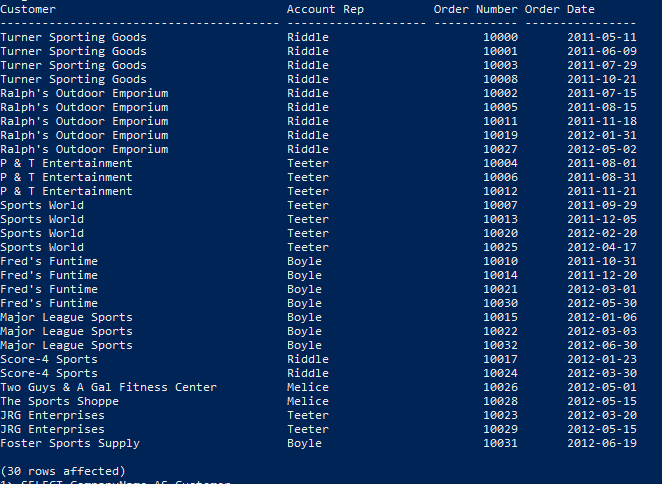 Customer Account Rep Order Number Order Date
---------------------------------------- -------------------- ------------ ----------------
Turner Sporting Goods Riddle 10000 2011-05-11
Turner Sporting Goods Riddle 10001 2011-06-09
Turner Sporting Goods Riddle 10003 2011-07-29
Turner Sporting Goods Riddle 10008 2011-10-21
Ralph's Outdoor Emporium Riddle 10002 2011-07-15
Ralph's Outdoor Emporium Riddle 10005 2011-08-15
Ralph's Outdoor Emporium Riddle 10011 2011-11-18
Ralph's Outdoor Emporium Riddle 10019 2012-01-31
Ralph's Outdoor Emporium Riddle 10027 2012-05-02
P & T Entertainment Teeter 10004 2011-08-01
P & T Entertainment Teeter 10006 2011-08-31
P & T Entertainment Teeter 10012 2011-11-21
Sports World Teeter 10007 2011-09-29
Sports World Teeter 10013 2011-12-05
Sports World Teeter 10020 2012-02-20
Sports World Teeter 10025 2012-04-17
Fred's Funtime Boyle 10010 2011-10-31
Fred's Funtime Boyle 10014 2011-12-20
Fred's Funtime Boyle 10021 2012-03-01
Fred's Funtime Boyle 10030 2012-05-30
Major League Sports Boyle 10015 2012-01-06
Major League Sports Boyle 10022 2012-03-03
Major League Sports Boyle 10032 2012-06-30
Score-4 Sports Riddle 10017 2012-01-23
Score-4 Sports Riddle 10024 2012-03-30
Two Guys & A Gal Fitness Center Melice 10026 2012-05-01
The Sports Shoppe Melice 10028 2012-05-15
JRG Enterprises Teeter 10023 2012-03-20
JRG Enterprises Teeter 10029 2012-05-15
Foster Sports Supply Boyle 10031 2012-06-19
(30 rows affected)
1> SELECT CompanyName AS Customer